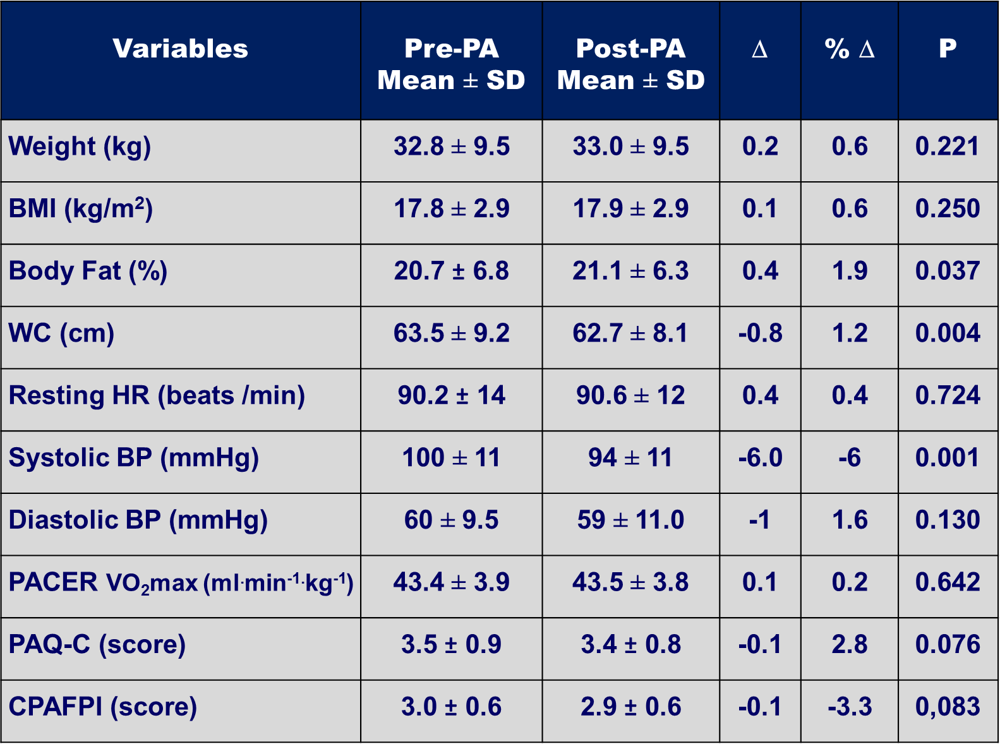 Variables Pre-PA Mean ± SD Post-PA Mean ± SD Δ % Δ P
Weight (kg) 32.8 ± 9.5 33.0 ± 9.5 0.2 0.6 0.221
BMI (kg/m²) 17.8 ± 2.9 17.9 ± 2.9 0.1 0.6 0.250
Body Fat (%) 20.7 ± 6.8 21.1 ± 6.3 0.4 1.9 0.037
WC (cm) 63.5 ± 9.2 62.7 ± 8.1 -0.8 1.2 0.004
Resting HR (beats /min) 90.2 ± 14 90.6 ± 12 0.4 0.4 0.724
Systolic BP (mmHg) 100 ± 11 94 ± 11 -6.0 -6 0.001
Diastolic BP (mmHg) 60 ± 9.5 59 ± 11.0 -1 1.6 0.130
PACER VO₂max (ml·min⁻¹·kg⁻¹) 43.4 ± 3.9 43.5 ± 3.8 0.1 0.2 0.642
PAQ-C (score) 3.5 ± 0.9 3.4 ± 0.8 -0.1 2.8 0.076
CPAFPI (score) 3.0 ± 0.6 2.9 ± 0.6 -0.1 -3.3 0,083